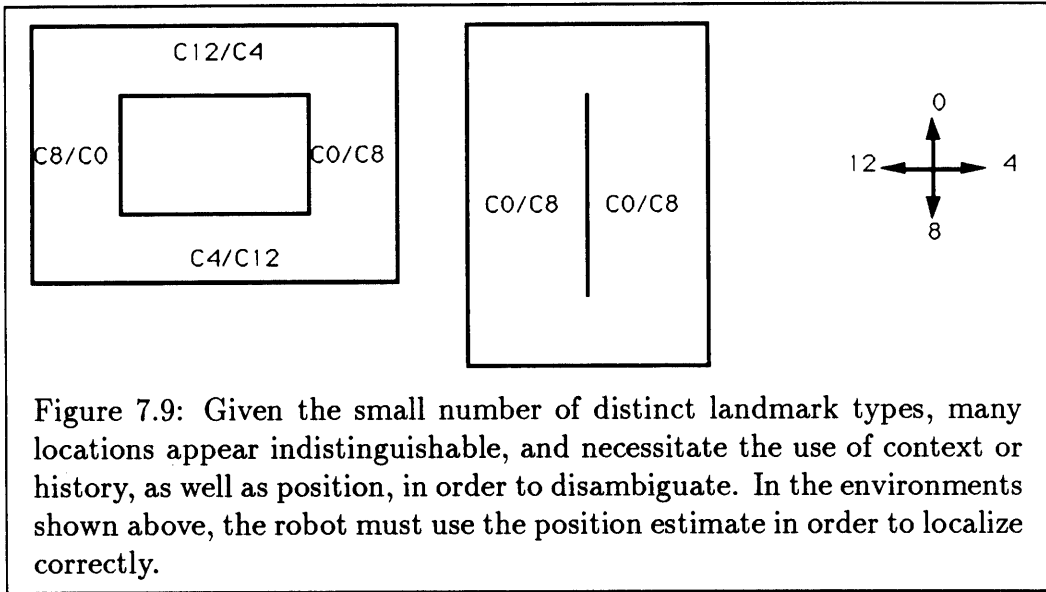 C12/C4
C8/C0
C0/C8
C4/C12
C0/C8
C0/C8
0
12
4
8
Figure 7.9: Given the small number of distinct landmark types, many
locations appear indistinguishable, and necessitate the use of context or
history, as well as position, in order to disambiguate. In the environments
shown above, the robot must use the position estimate in order to localize
correctly.